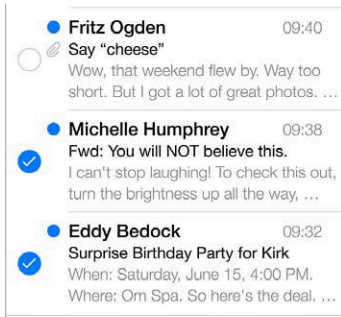 Fritz Ogden 09:40
Say “cheese”
Wow, that weekend flew by. Way too
short. But I got a lot of great photos. …
Michelle Humphrey 09:38
Fwd: You will NOT believe this.
I can't stop laughing! To check this out,
turn the brightness up all the way, …
Eddy Bedock 09:32
Surprise Birthday Party for Kirk
When: Saturday, June 15, 4:00 PM.
Where: Om Spa. So here's the deal. …